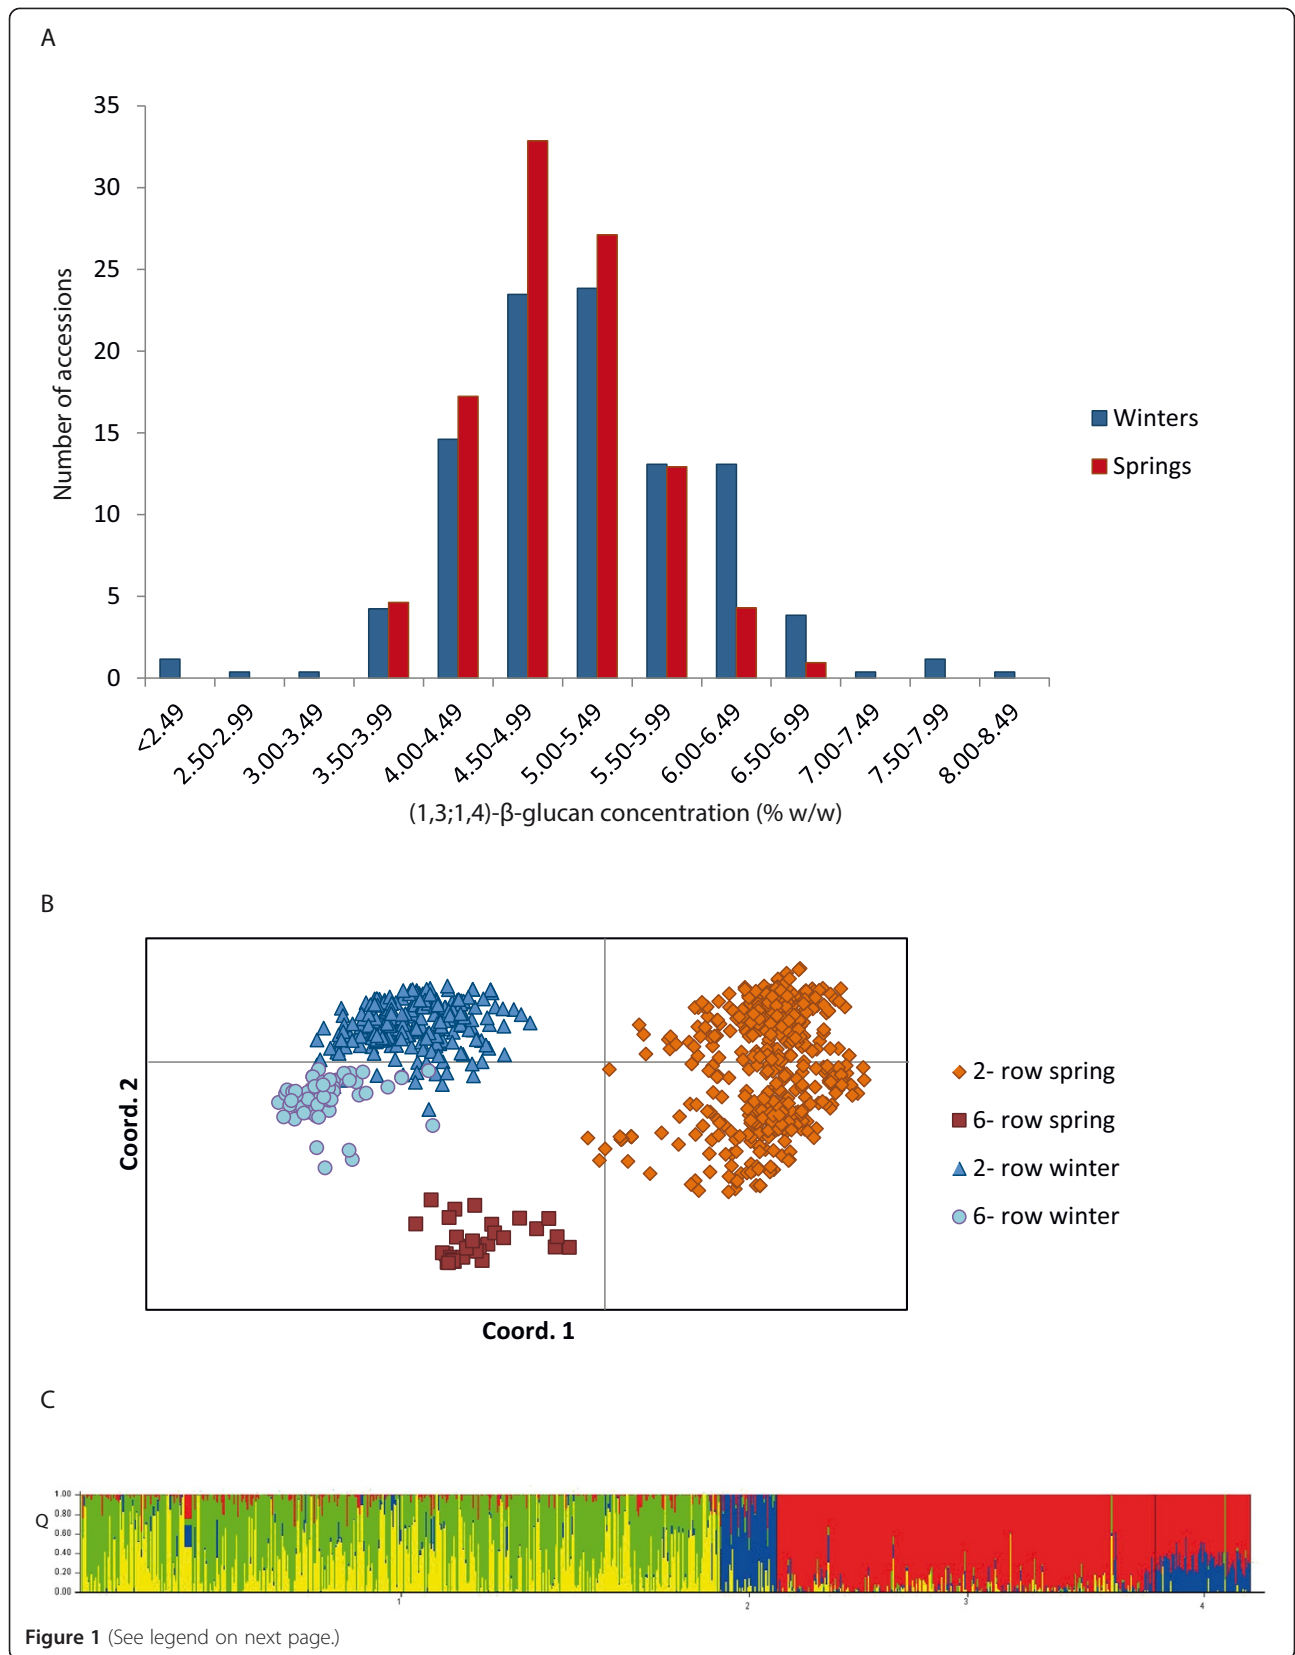 A
35
30
25
20
15
10
5
0
Number of accessions
<2.49
2.50-2.99
3.00-3.49
3.50-3.99
4.00-4.49
4.50-4.99
5.00-5.49
5.50-5.99
6.00-6.49
6.50-6.99
7.00-7.49
7.50-7.99
8.00-8.49
(1,3;1,4)-β-glucan concentration (% w/w)
Winters
Springs
B
Coord. 2
Coord. 1
2- row spring
6- row spring
2- row winter
6- row winter
C
Q
1.00
0.80
0.60
0.40
0.20
0.00
1
2
3
4
Figure 1 (See legend on next page.)